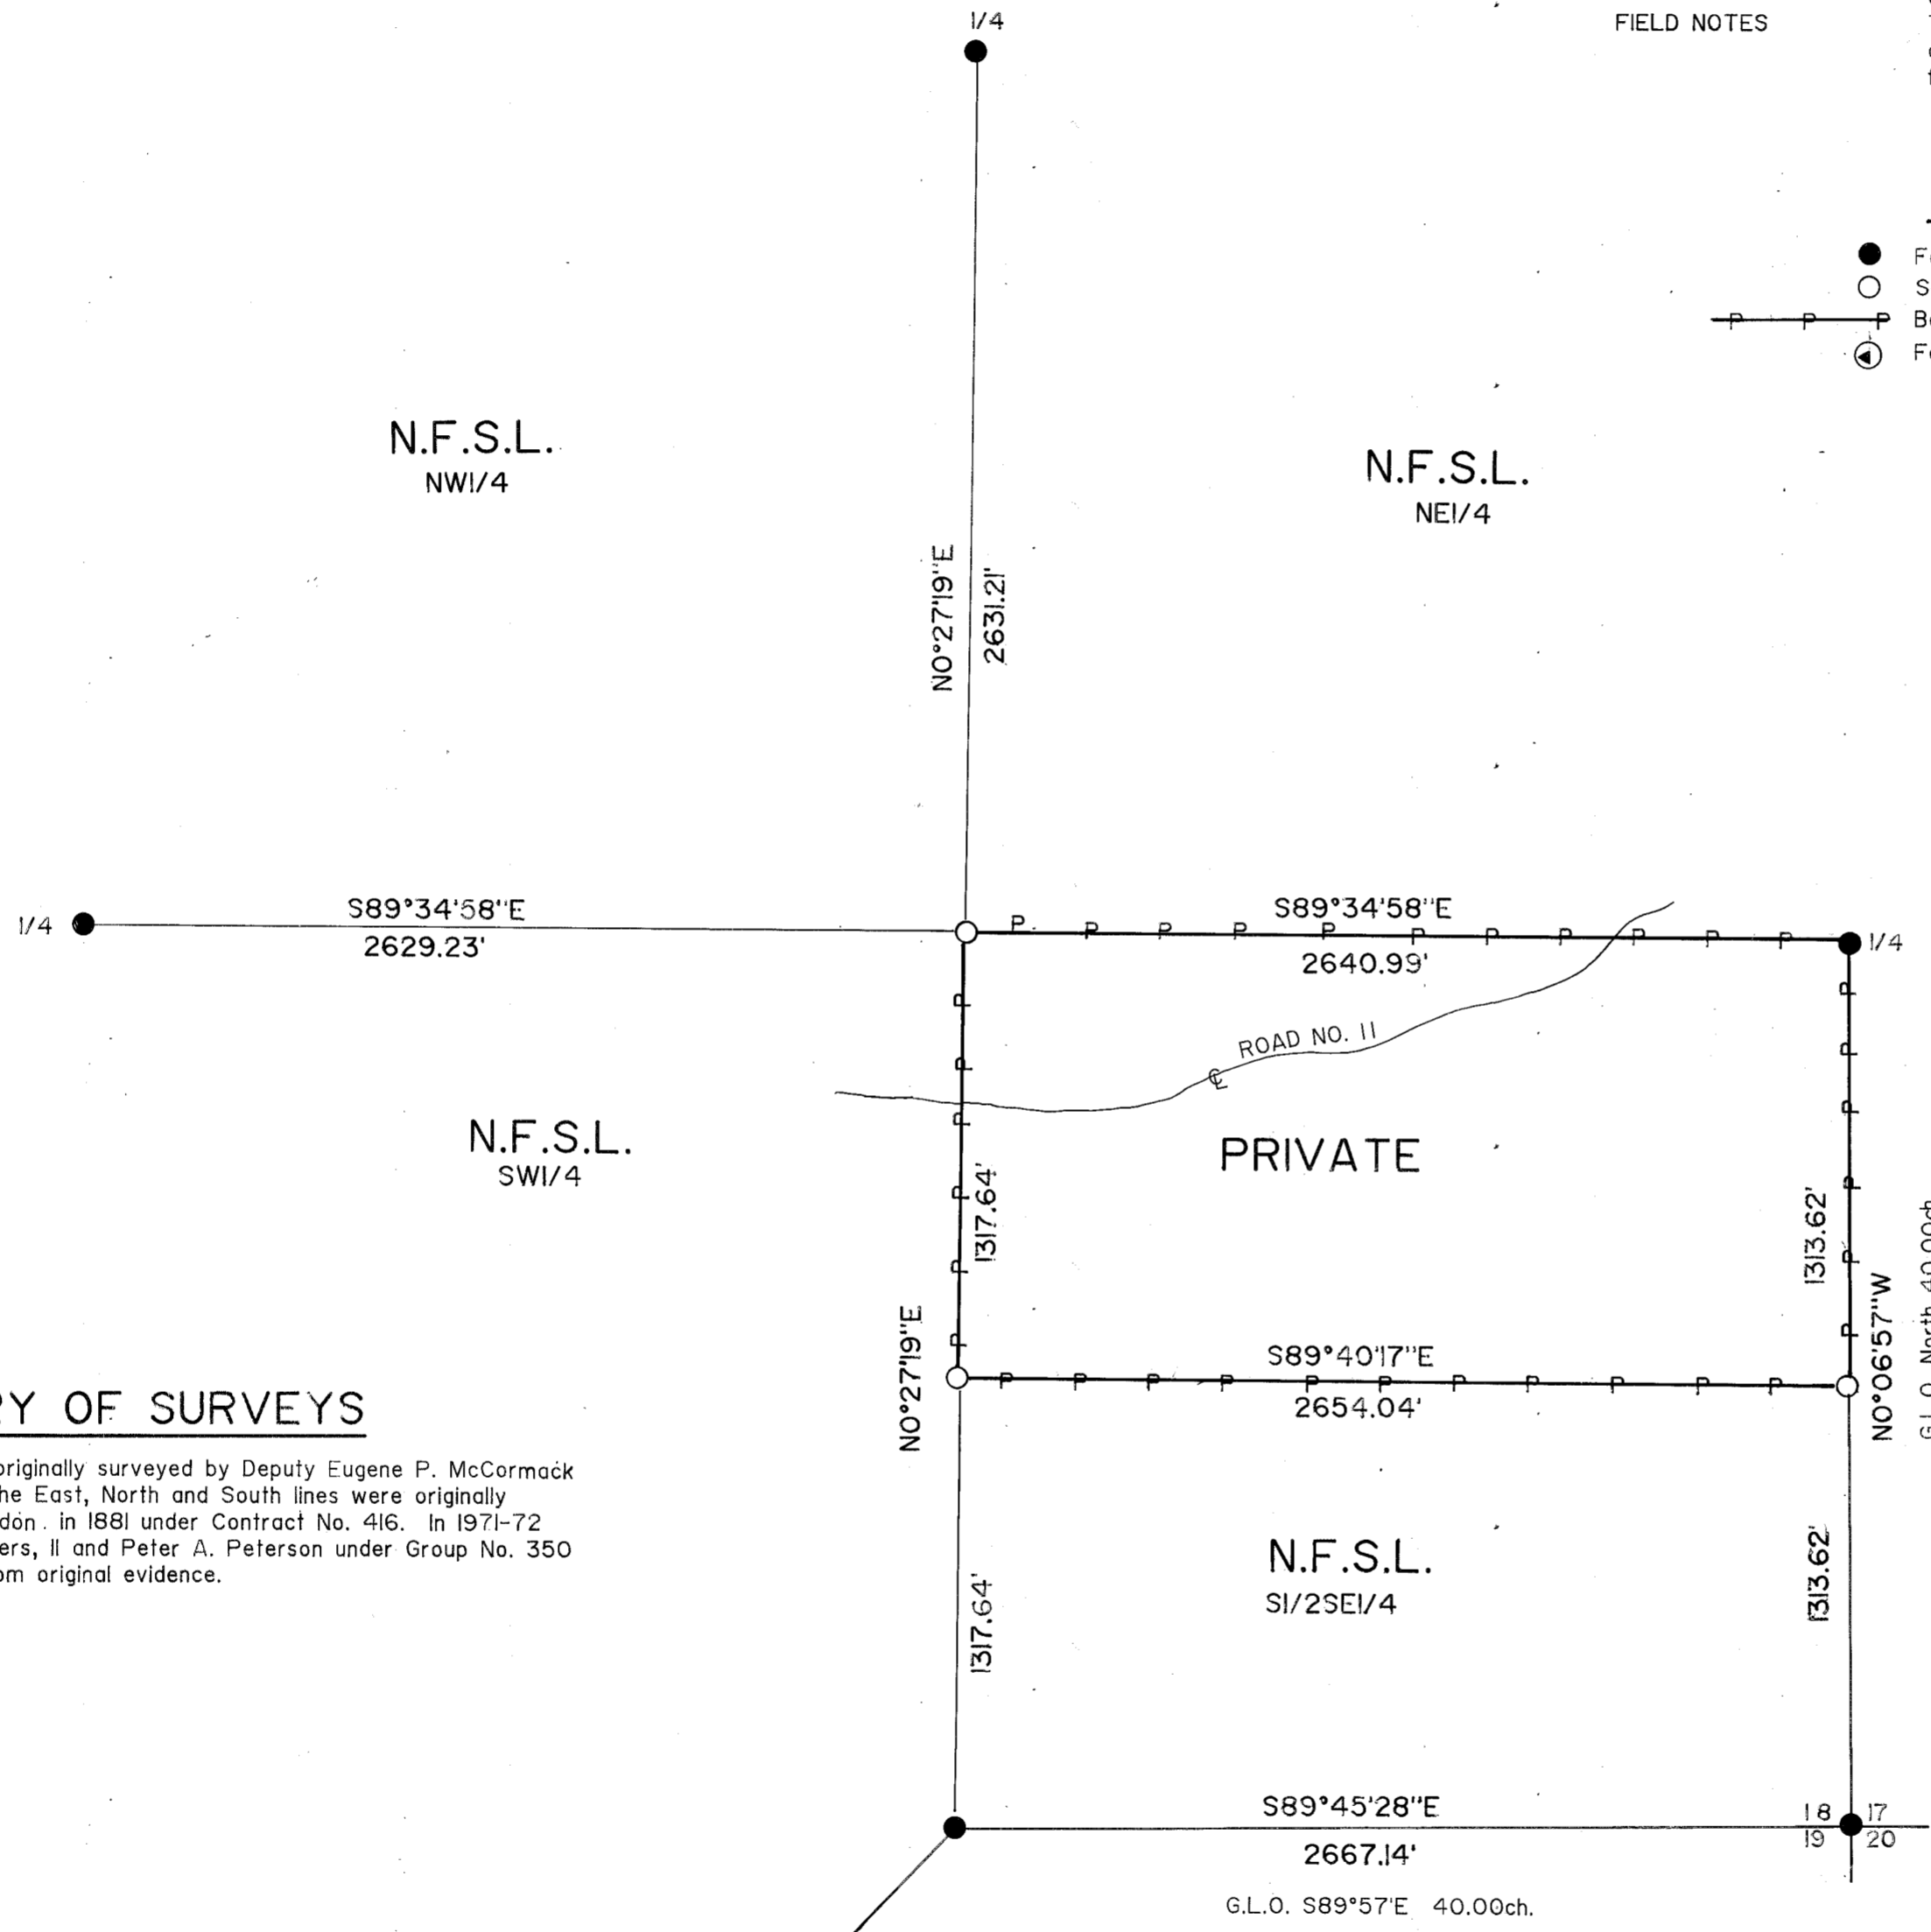 1/4
FIELD NOTES
N.F.S.L.
NW1/4
N.F.S.L.
NE1/4
N0°27'19"E
2631.21'
1/4
S89°34'58"E
2629.23'
S89°34'58"E
2640.99'
1/4
P P P P P P P P P P P
ROAD NO. 11
℄
N.F.S.L.
SW1/4
PRIVATE
1317.64'
1313.62'
N0°27'19"E
N0°06'57"W
G.L.O. North 40.00ch
S89°40'17"E
P P P P P P P P P P P
2654.04'
RY OF SURVEYS
originally surveyed by Deputy Eugene P. McCormack
he East, North and South lines were originally
don. in 1881 under Contract No. 416. In 1971-72
ers, II and Peter A. Peterson under Group No. 350
om original evidence.
N.F.S.L.
S1/2SE1/4
1317.64'
1313.62'
S89°45'28"E
2667.14'
18 17
19 20
G.L.O. S89°57'E 40.00ch.